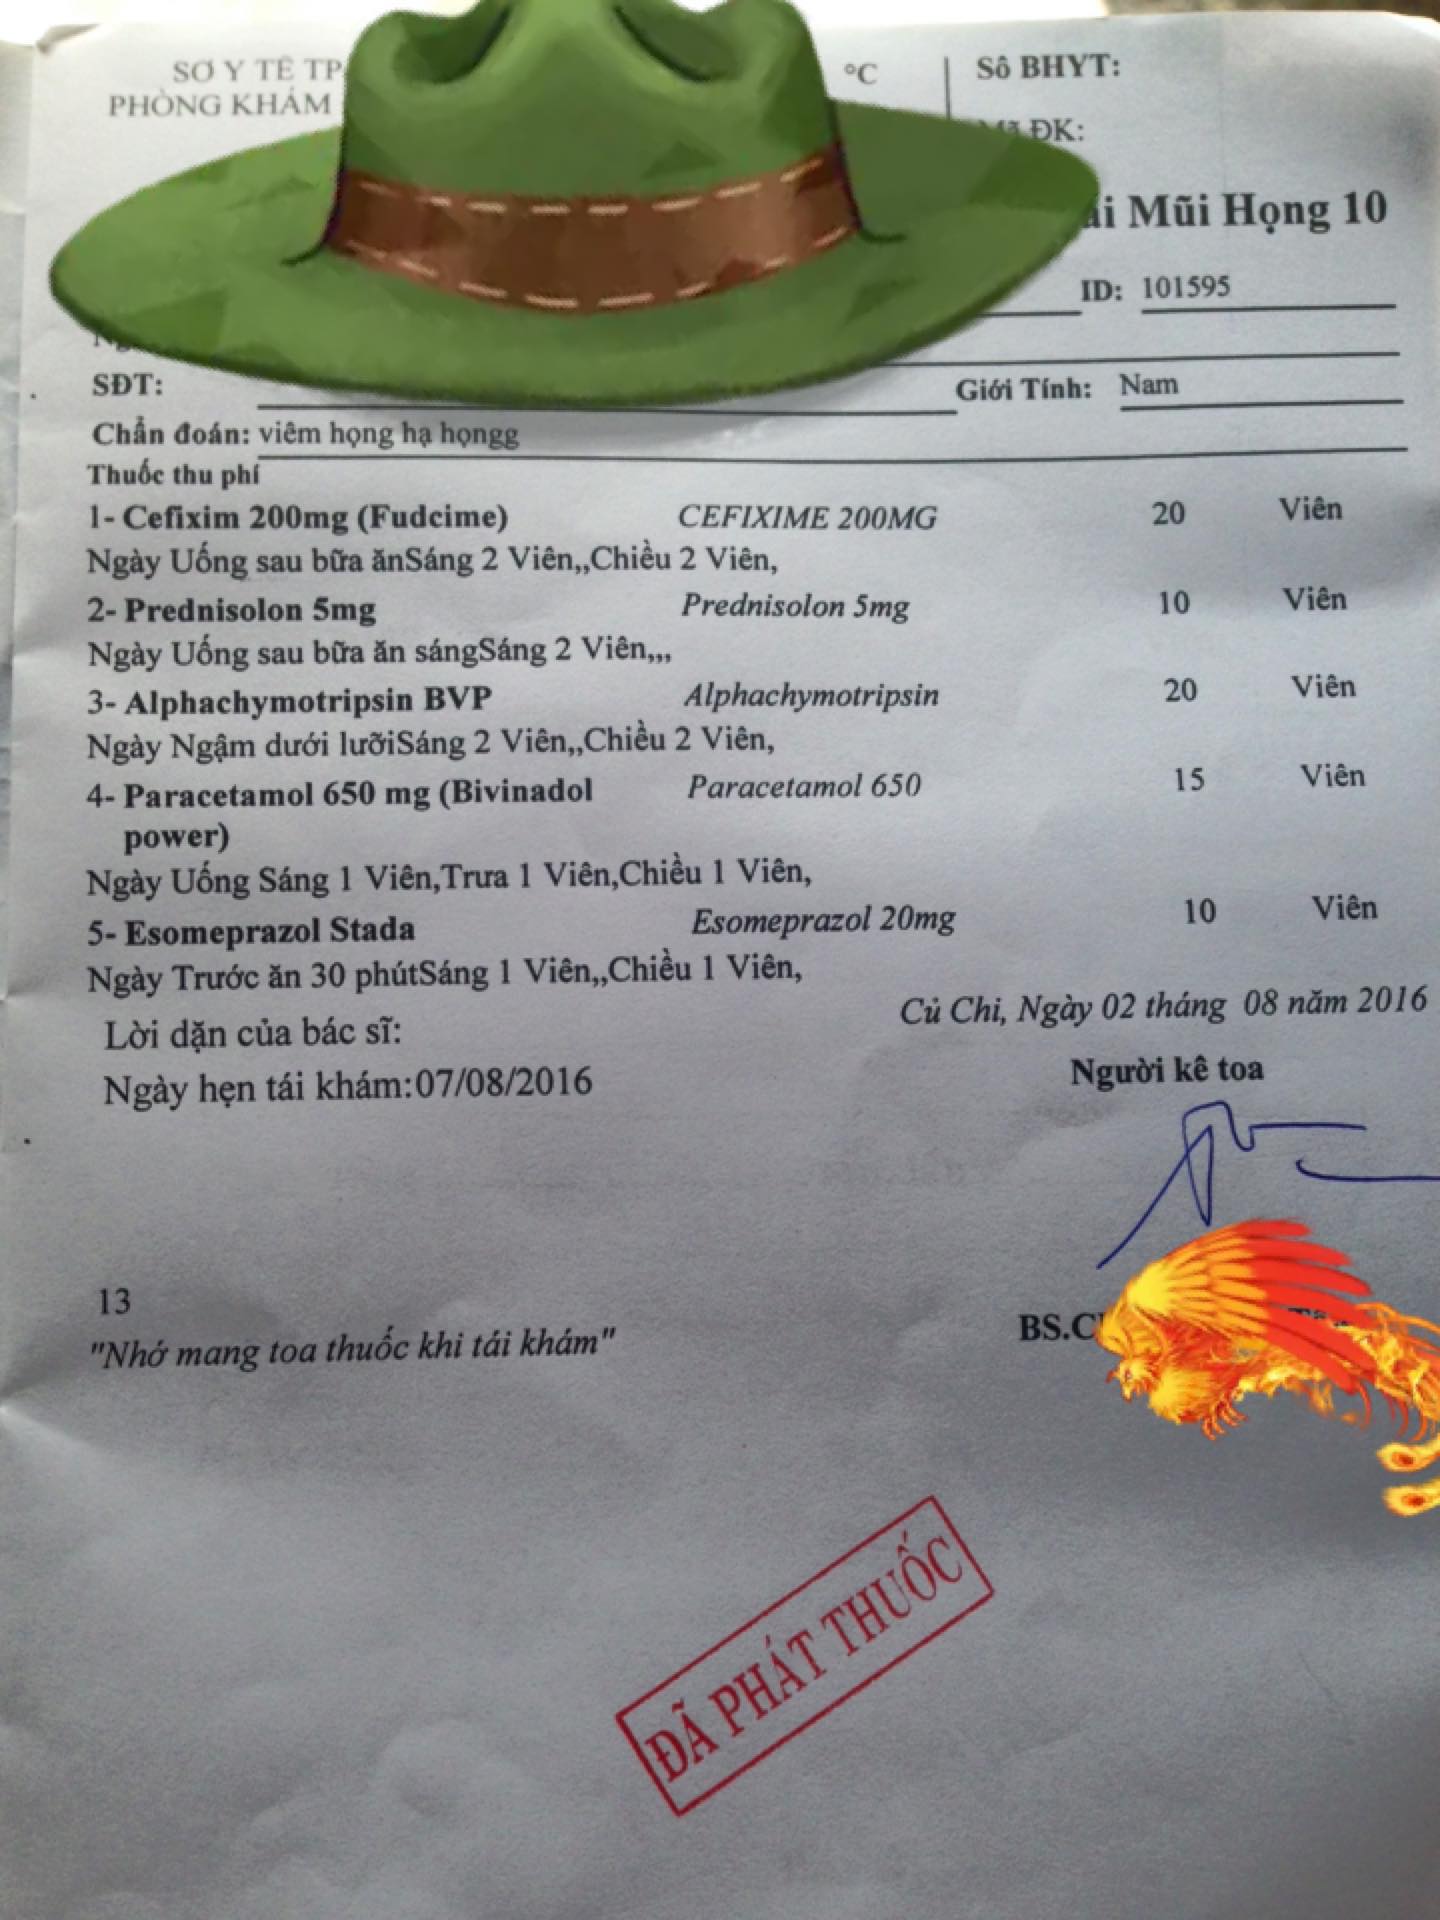 SỞ Y TẾ TP
PHÒNG KHÁM
°C
Số BHYT:
Mã ĐK:
Mũi Họng 10
ID: 101595
SĐT:
Giới Tính: Nam
Chẩn đoán: viêm họng hạ họngg
Thuốc thu phí
1- Cefixim 200mg (Fudcime) CEFIXIME 200MG 20 Viên
Ngày Uống sau bữa ănSáng 2 Viên,,Chiều 2 Viên,
2- Prednisolon 5mg Prednisolon 5mg 10 Viên
Ngày Uống sau bữa ăn sángSáng 2 Viên,,,
3- Alphachymotripsin BVP Alphachymotripsin 20 Viên
Ngày Ngậm dưới lưỡiSáng 2 Viên,,Chiều 2 Viên,
4- Paracetamol 650 mg (Bivinadol Paracetamol 650 15 Viên
power)
Ngày Uống Sáng 1 Viên,Trưa 1 Viên,Chiều 1 Viên,
5- Esomeprazol Stada Esomeprazol 20mg 10 Viên
Ngày Trước ăn 30 phútSáng 1 Viên,,Chiều 1 Viên,
Củ Chi, Ngày 02 tháng 08 năm 2016
Lời dặn của bác sĩ:
Người kê toa
Ngày hẹn tái khám:07/08/2016
13
BS.C
"Nhớ mang toa thuốc khi tái khám"
ĐÃ PHÁT THUỐC